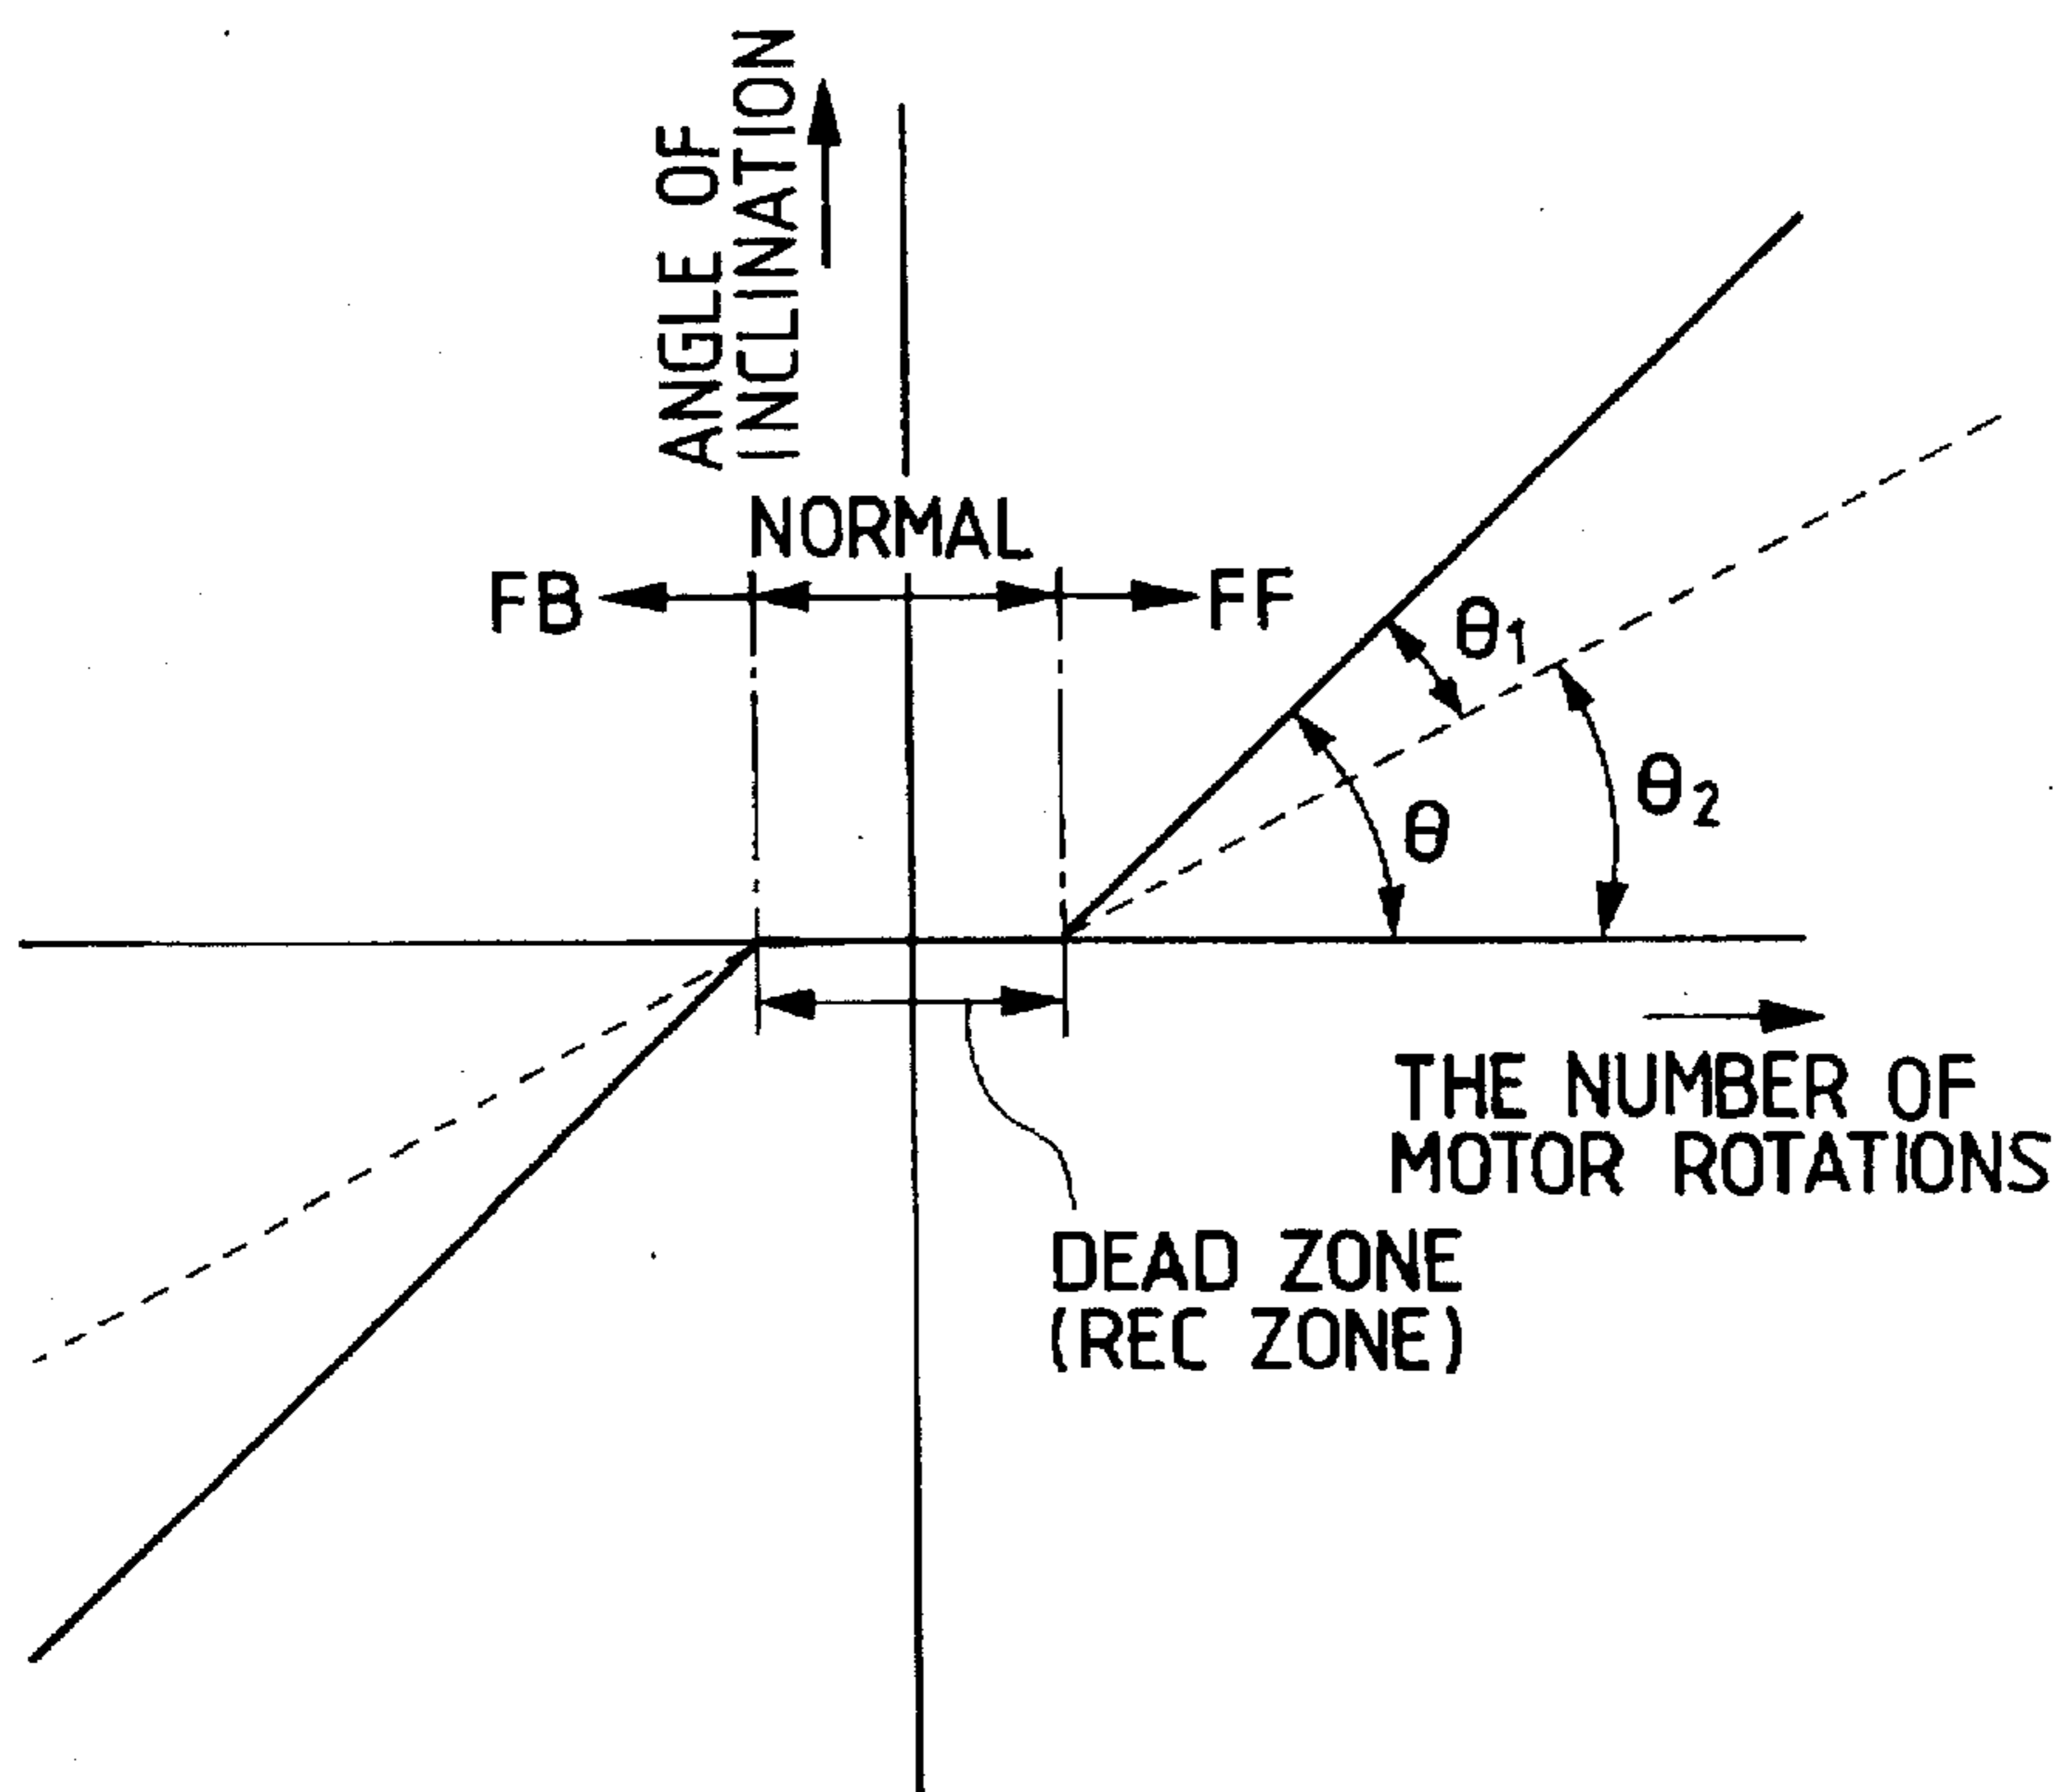 ANGLE OF
INCLINATION
NORMAL
FB
FF
θ1
θ2
θ
THE NUMBER OF
MOTOR ROTATIONS
DEAD ZONE
(REC ZONE)